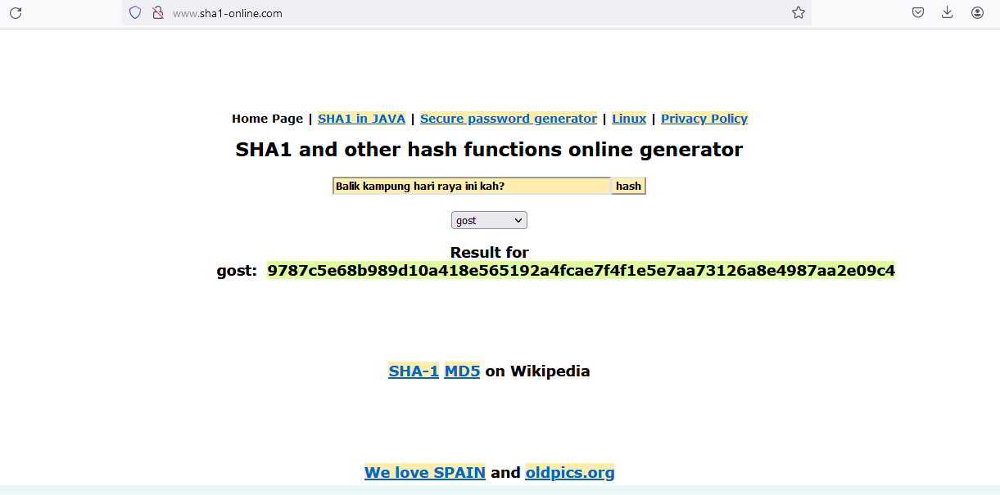 www.sha1-online.com
Home Page | SHA1 in JAVA | Secure password generator | Linux | Privacy Policy
SHA1 and other hash functions online generator
Balik kampung hari raya ini kah? hash
gost
Result for
gost: 9787c5e68b989d10a418e565192a4fcae7f4f1e5e7aa73126a8e4987aa2e09c4
SHA-1 MD5 on Wikipedia
We love SPAIN and oldpics.org